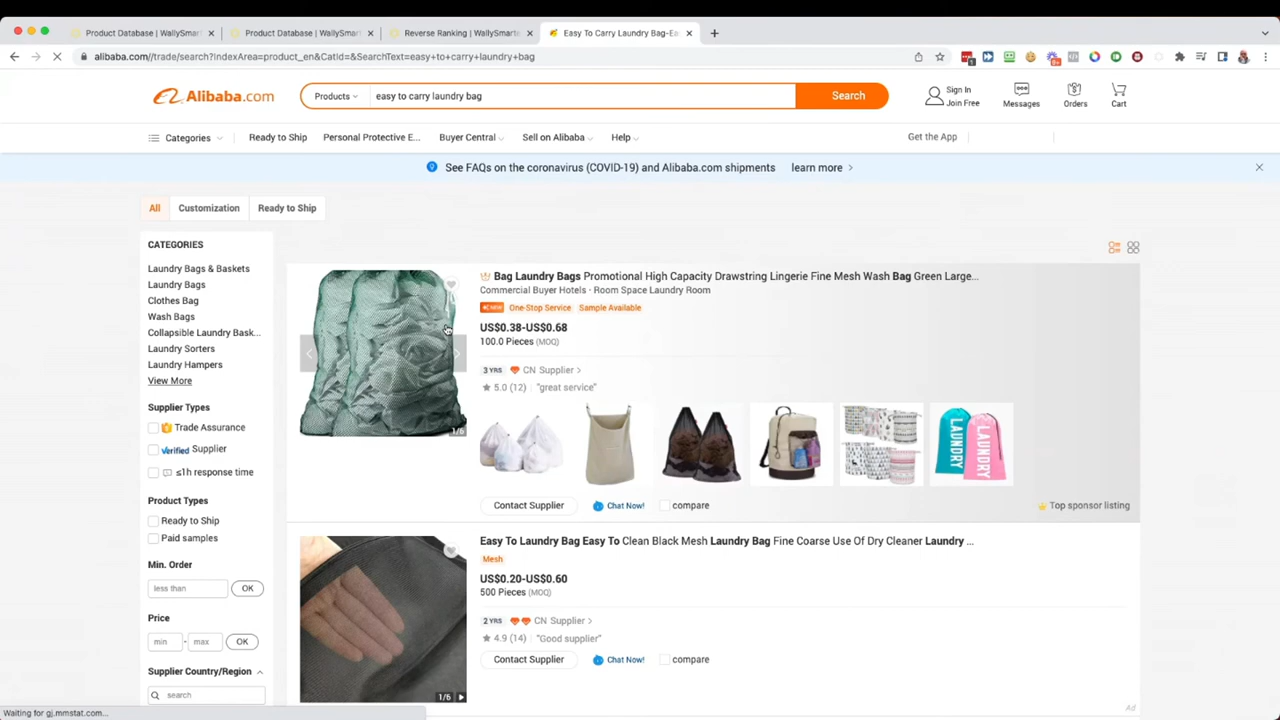 Product Database | WallySmart
Product Database | WallySmart
Reverse Ranking | WallySmarte
Easy To Carry Laundry Bag-Ea
alibaba.com//trade/search?indexArea=product_en&CatId=&SearchText=easy+to+carry+laundry+bag
Alibaba.com
Products
easy to carry laundry bag
Search
Sign In
Join Free
Messages
Orders
Cart
Categories
Ready to Ship
Personal Protective E...
Buyer Central
Sell on Alibaba
Help
Get the App
See FAQs on the coronavirus (COVID-19) and Alibaba.com shipments
learn more
All
Customization
Ready to Ship
CATEGORIES
Laundry Bags & Baskets
Laundry Bags
Clothes Bag
Wash Bags
Collapsible Laundry Bask...
Laundry Sorters
Laundry Hampers
View More
Supplier Types
Trade Assurance
Verified Supplier
≤1h response time
Product Types
Ready to Ship
Paid samples
Min. Order
less than
OK
Price
min - max
OK
Supplier Country/Region
search
1/6
Bag Laundry Bags Promotional High Capacity Drawstring Lingerie Fine Mesh Wash Bag Green Large...
Commercial Buyer Hotels · Room Space Laundry Room
NEW
One-Stop Service
Sample Available
US$0.38-US$0.68
100.0 Pieces (MOQ)
3 YRS
CN Supplier
5.0 (12)
"great service"
LAUNDRY
LAUNDRY
Contact Supplier
Chat Now!
compare
Top sponsor listing
1/6
Easy To Laundry Bag Easy To Clean Black Mesh Laundry Bag Fine Coarse Use Of Dry Cleaner Laundry ...
Mesh
US$0.20-US$0.60
500 Pieces (MOQ)
2 YRS
CN Supplier
4.9 (14)
"Good supplier"
Contact Supplier
Chat Now!
compare
Ad
Waiting for gj.mmstat.com...